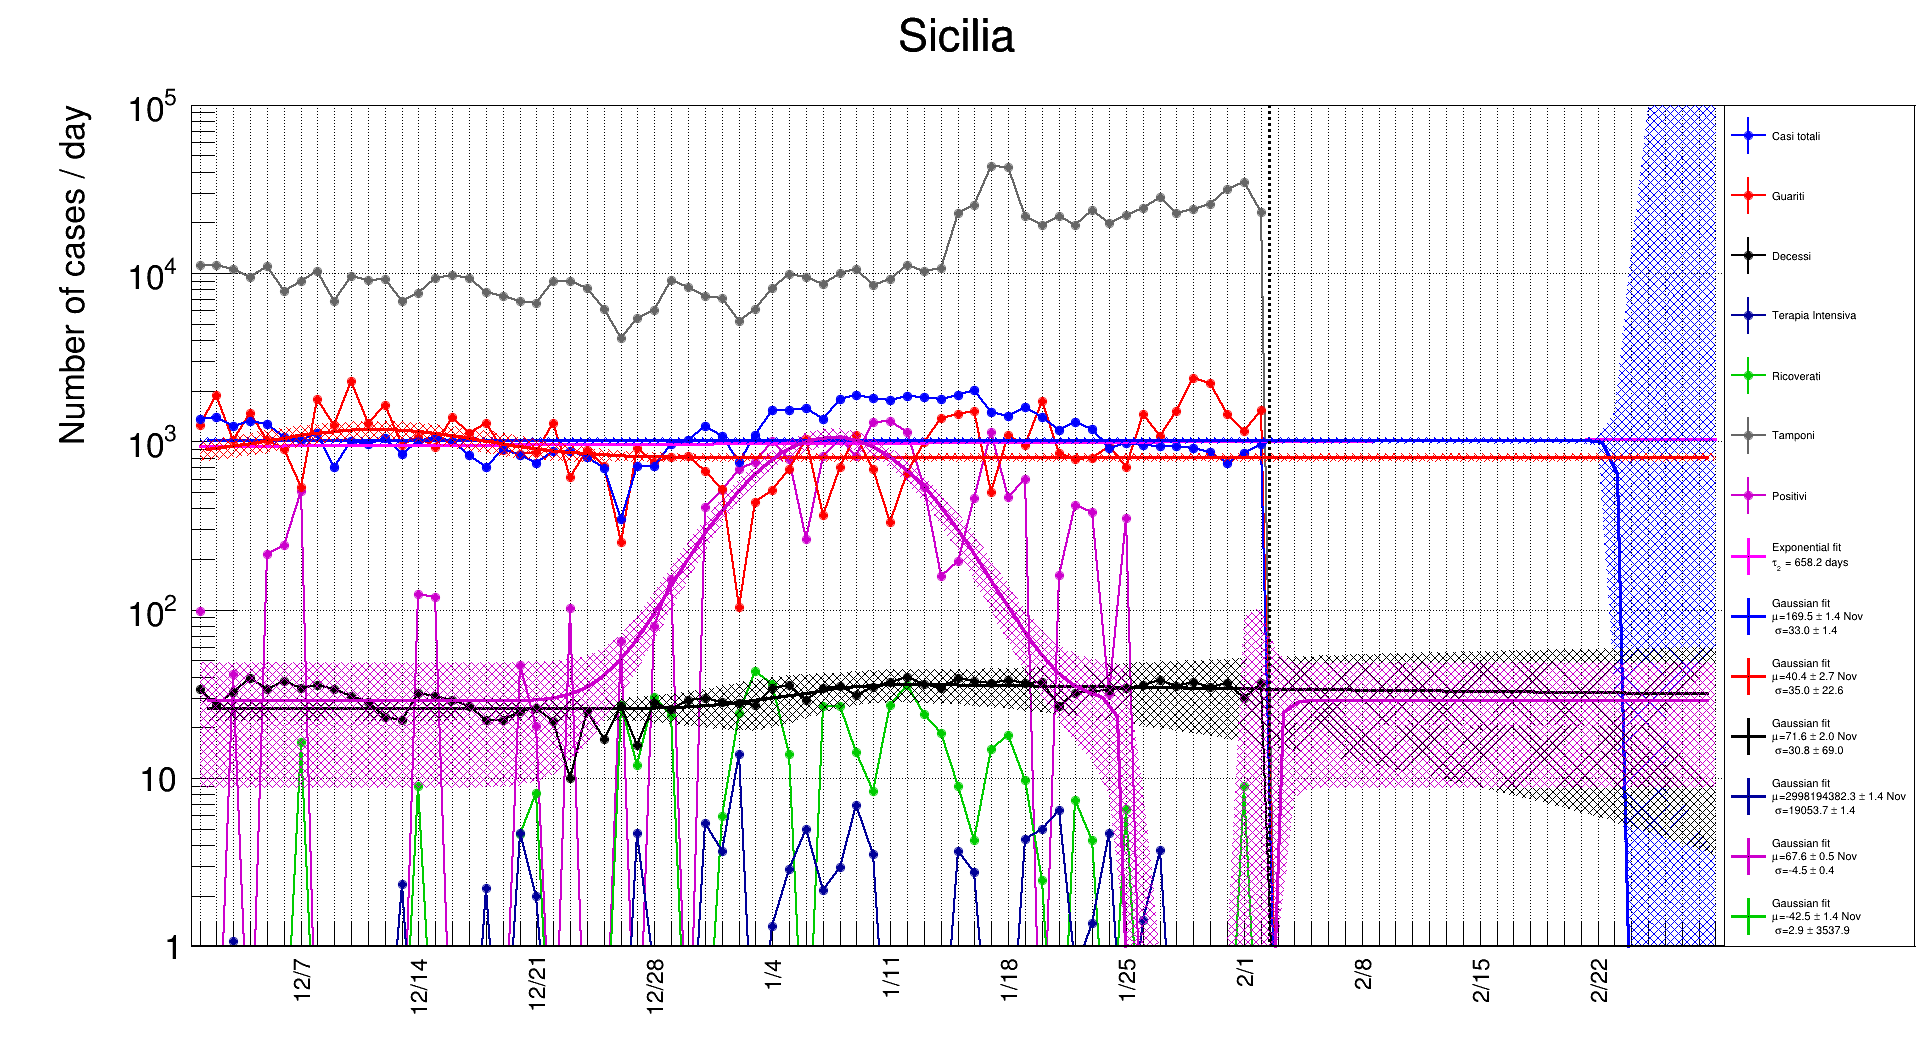 Sicilia
Number of cases / day
10^5
10^4
10^3
10^2
10
1
12/7
12/14
12/21
12/28
1/4
1/11
1/18
1/25
2/1
2/8
2/15
2/22
Casi totali
Guariti
Decessi
Terapia Intensiva
Ricoverati
Tamponi
Positivi
Exponential fit
τ_2 = 658.2 days
Gaussian fit
μ=169.5 ± 1.4 Nov
σ=33.0 ± 1.4
Gaussian fit
μ=40.4 ± 2.7 Nov
σ=35.0 ± 22.6
Gaussian fit
μ=71.6 ± 2.0 Nov
σ=30.8 ± 69.0
Gaussian fit
μ=2998194382.3 ± 1.4 Nov
σ=19053.7 ± 1.4
Gaussian fit
μ=67.6 ± 0.5 Nov
σ=-4.5 ± 0.4
Gaussian fit
μ=-42.5 ± 1.4 Nov
σ=2.9 ± 3537.9